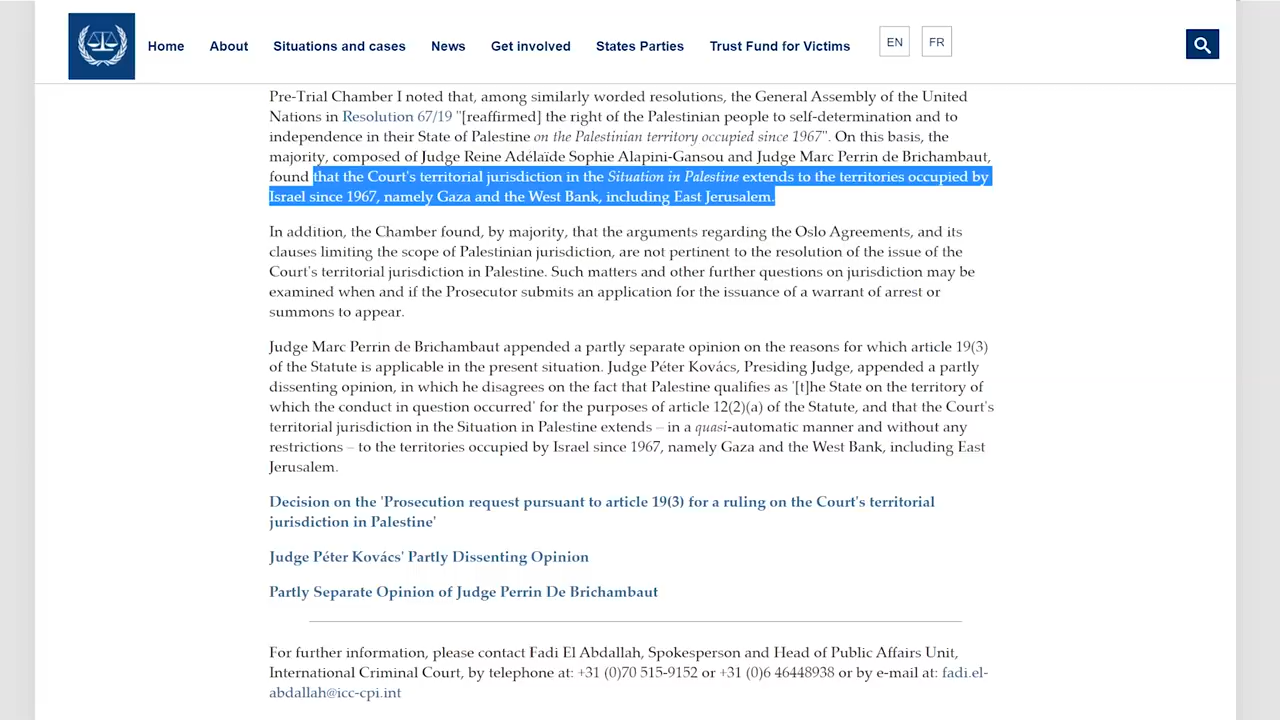 Home About Situations and cases News Get involved States Parties Trust Fund for Victims EN FR
Pre-Trial Chamber I noted that, among similarly worded resolutions, the General Assembly of the United
Nations in Resolution 67/19 "[reaffirmed] the right of the Palestinian people to self-determination and to
independence in their State of Palestine on the Palestinian territory occupied since 1967". On this basis, the
majority, composed of Judge Reine Adélaïde Sophie Alapini-Gansou and Judge Marc Perrin de Brichambaut,
found that the Court's territorial jurisdiction in the Situation in Palestine extends to the territories occupied by
Israel since 1967, namely Gaza and the West Bank, including East Jerusalem.
In addition, the Chamber found, by majority, that the arguments regarding the Oslo Agreements, and its
clauses limiting the scope of Palestinian jurisdiction, are not pertinent to the resolution of the issue of the
Court's territorial jurisdiction in Palestine. Such matters and other further questions on jurisdiction may be
examined when and if the Prosecutor submits an application for the issuance of a warrant of arrest or
summons to appear.
Judge Marc Perrin de Brichambaut appended a partly separate opinion on the reasons for which article 19(3)
of the Statute is applicable in the present situation. Judge Péter Kovács, Presiding Judge, appended a partly
dissenting opinion, in which he disagrees on the fact that Palestine qualifies as '[t]he State on the territory of
which the conduct in question occurred' for the purposes of article 12(2)(a) of the Statute, and that the Court's
territorial jurisdiction in the Situation in Palestine extends – in a quasi-automatic manner and without any
restrictions – to the territories occupied by Israel since 1967, namely Gaza and the West Bank, including East
Jerusalem.
Decision on the 'Prosecution request pursuant to article 19(3) for a ruling on the Court's territorial
jurisdiction in Palestine'
Judge Péter Kovács' Partly Dissenting Opinion
Partly Separate Opinion of Judge Perrin De Brichambaut
For further information, please contact Fadi El Abdallah, Spokesperson and Head of Public Affairs Unit,
International Criminal Court, by telephone at: +31 (0)70 515-9152 or +31 (0)6 46448938 or by e-mail at: fadi.el-
abdallah@icc-cpi.int